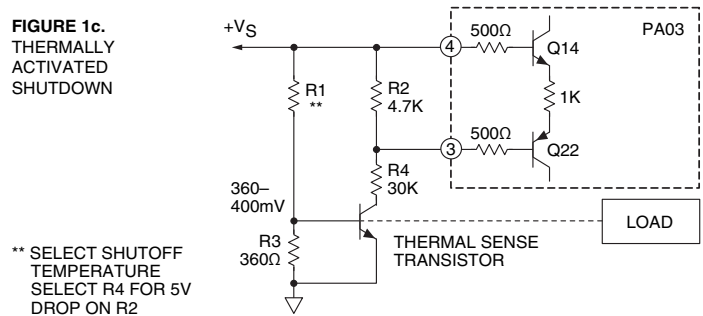 FIGURE 1c.
THERMALLY
ACTIVATED
SHUTDOWN
+VS
R1
**
R2
4.7K
4
500Ω
Q14
PA03
1K
3
500Ω
Q22
R4
30K
360–
400mV
R3
360Ω
THERMAL SENSE
TRANSISTOR
LOAD
** SELECT SHUTOFF
TEMPERATURE
SELECT R4 FOR 5V
DROP ON R2